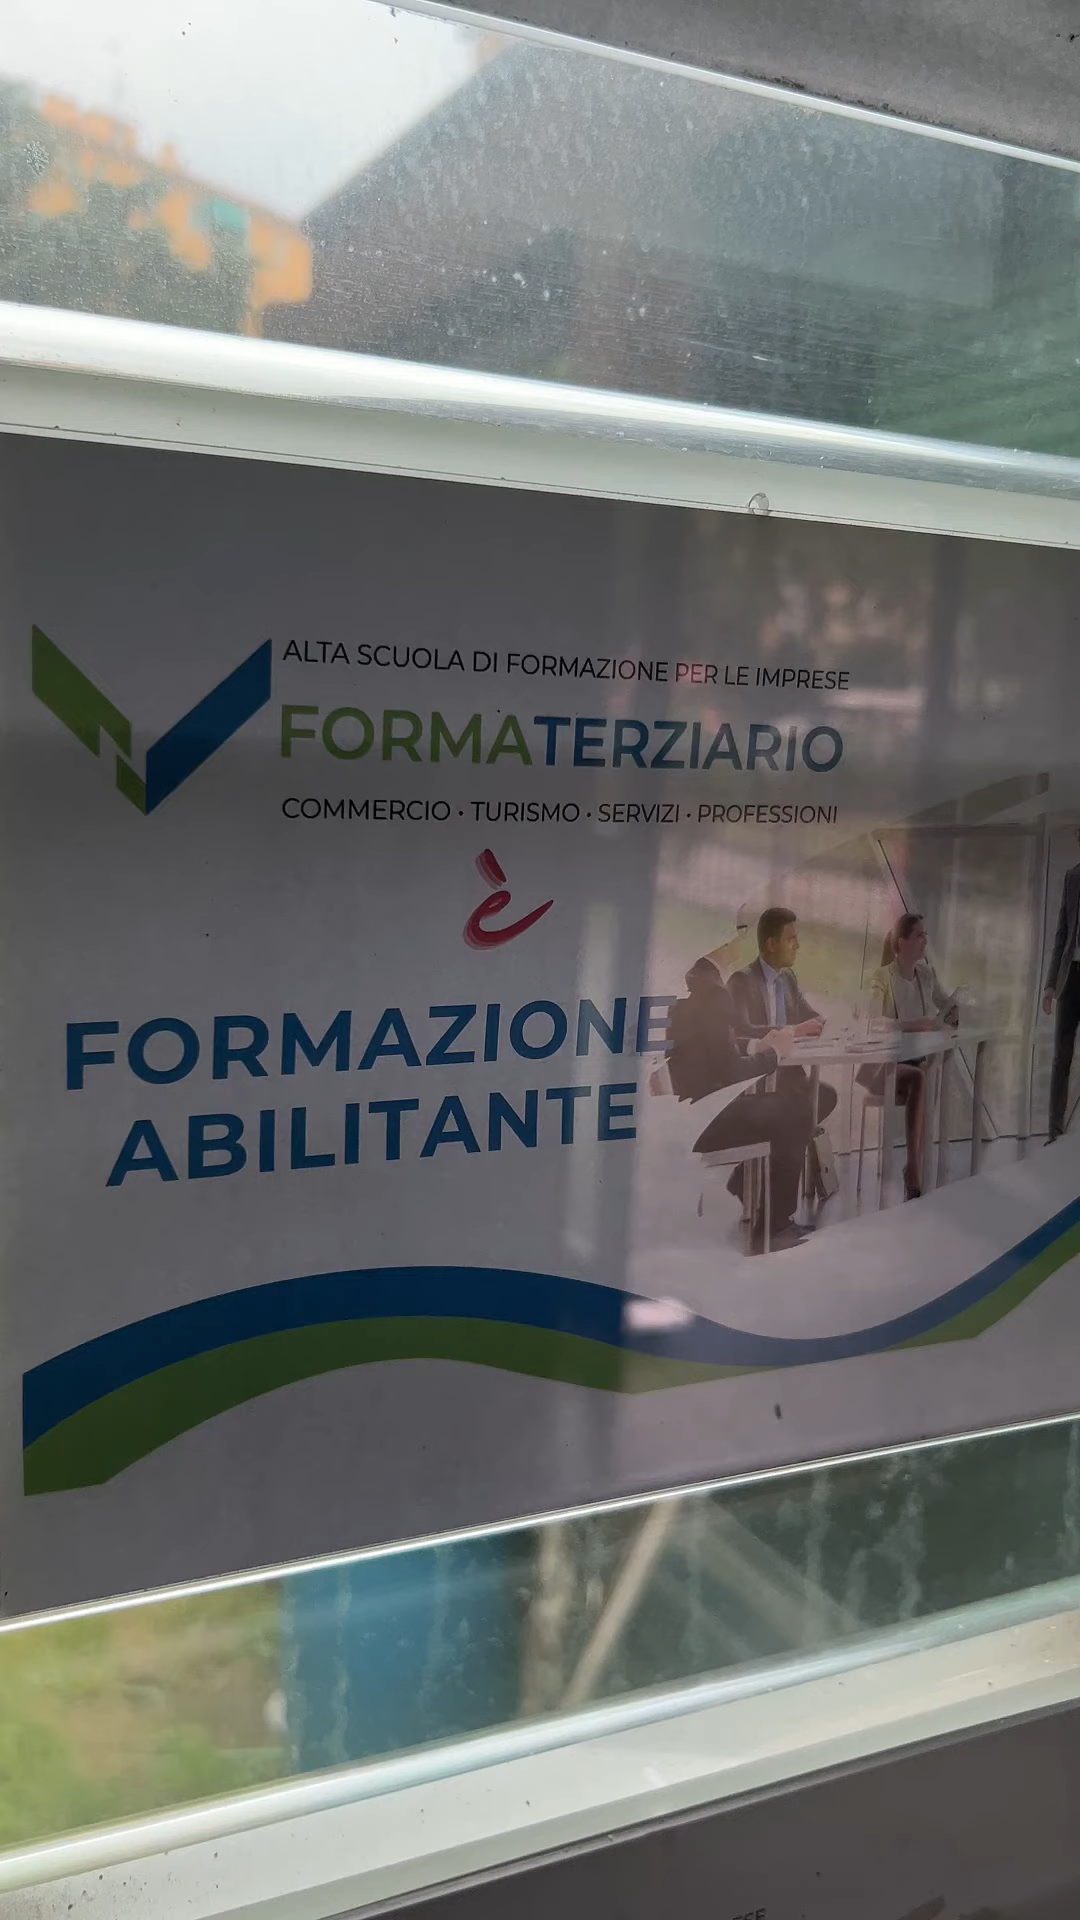 ALTA SCUOLA DI FORMAZIONE PER LE IMPRESE
FORMATERZIARIO
COMMERCIO · TURISMO · SERVIZI · PROFESSIONI
è
FORMAZIONE
ABILITANTE